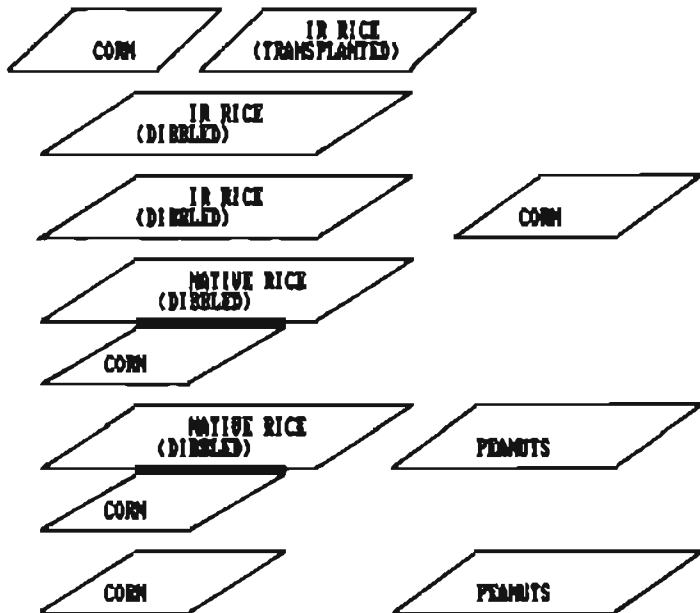 CORN
IR RICE
(TRANSPLANTED)
IR RICE
(DIBBLED)
IR RICE
(DIBBLED)
CORN
NATIVE RICE
(DIBBLED)
CORN
NATIVE RICE
(DIBBLED)
PEANUTS
CORN
CORN
PEANUTS